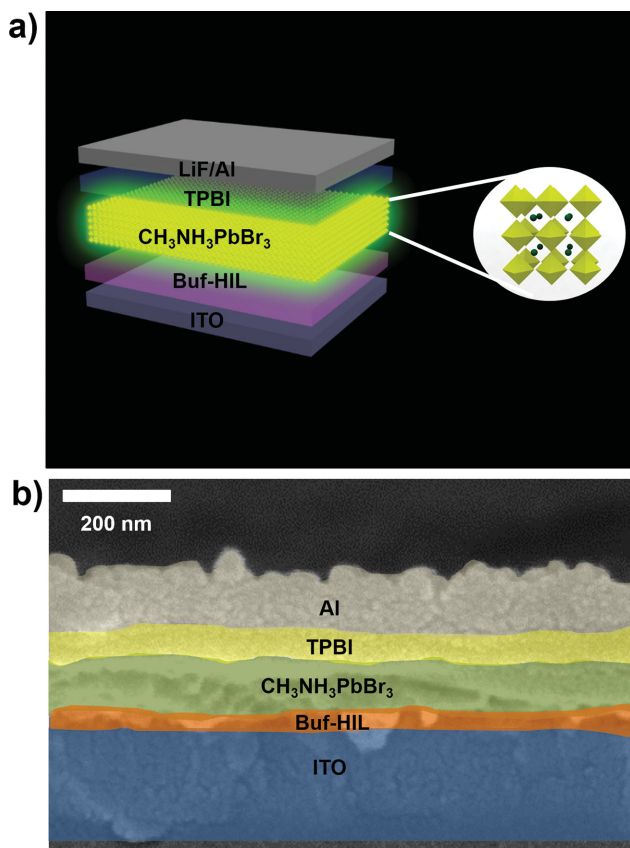 a)
LiF/Al
TPBI
CH₃NH₃PbBr₃
Buf-HIL
ITO
b)
200 nm
Al
TPBI
CH₃NH₃PbBr₃
Buf-HIL
ITO